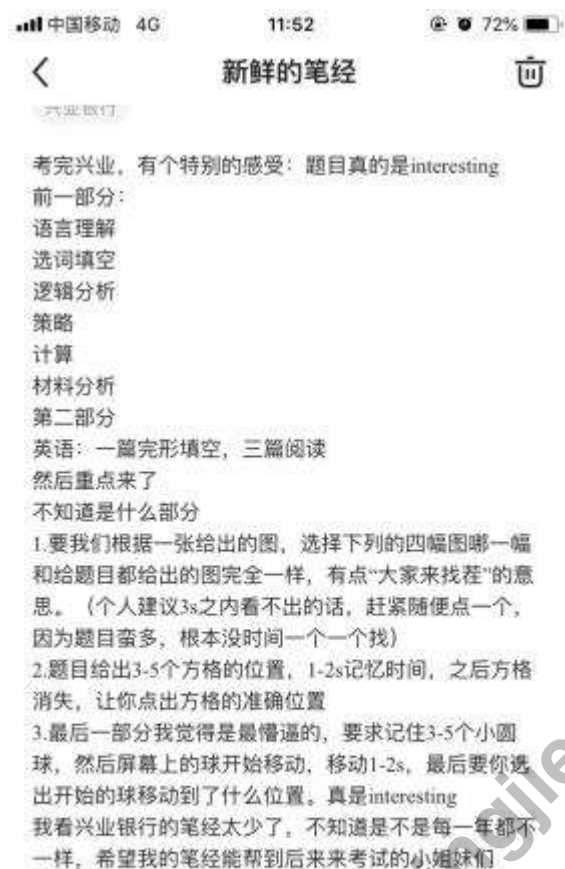 中国移动 4G 11:52 72%
新鲜的笔经
兴业银行
考完兴业，有个特别的感受：题目真的是interesting
前一部分：
语言理解
选词填空
逻辑分析
策略
计算
材料分析
第二部分
英语：一篇完形填空，三篇阅读
然后重点来了
不知道是什么部分
1.要我们根据一张给出的图，选择下列的四幅图哪一幅
和给题目都给出的图完全一样，有点“大家来找茬”的意
思。（个人建议3s之内看不出的话，赶紧随便点一个，
因为题目蛮多，根本没时间一个一个找）
2.题目给出3-5个方格的位置，1-2s记忆时间，之后方格
消失，让你点出方格的准确位置
3.最后一部分我觉得是最懵逼的，要求记住3-5个小圆
球，然后屏幕上的球开始移动，移动1-2s，最后要你选
出开始的球移动到了什么位置。真是interesting
我看兴业银行的笔经太少了，不知道是不是每一年都不
一样，希望我的笔经能帮到后来来考试的小姐妹们